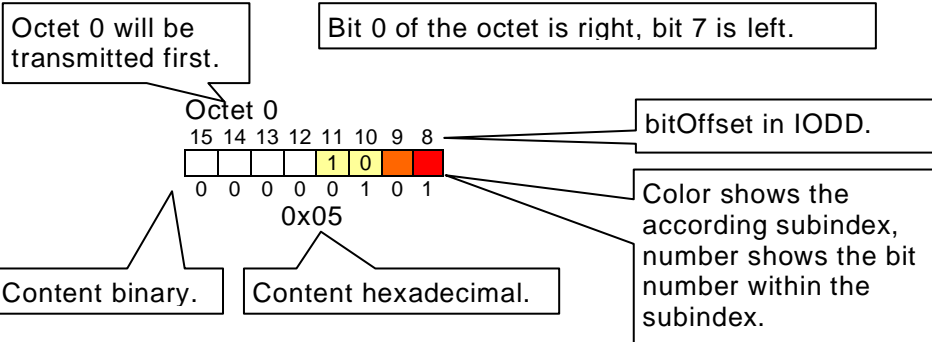 Octet 0 will be
transmitted first.
Bit 0 of the octet is right, bit 7 is left.
Octet 0
15 14 13 12 11 10 9 8
1 0
0 0 0 0 0 1 0 1
0x05
bitOffset in IODD.
Color shows the
according subindex,
number shows the bit
number within the
subindex.
Content binary.
Content hexadecimal.